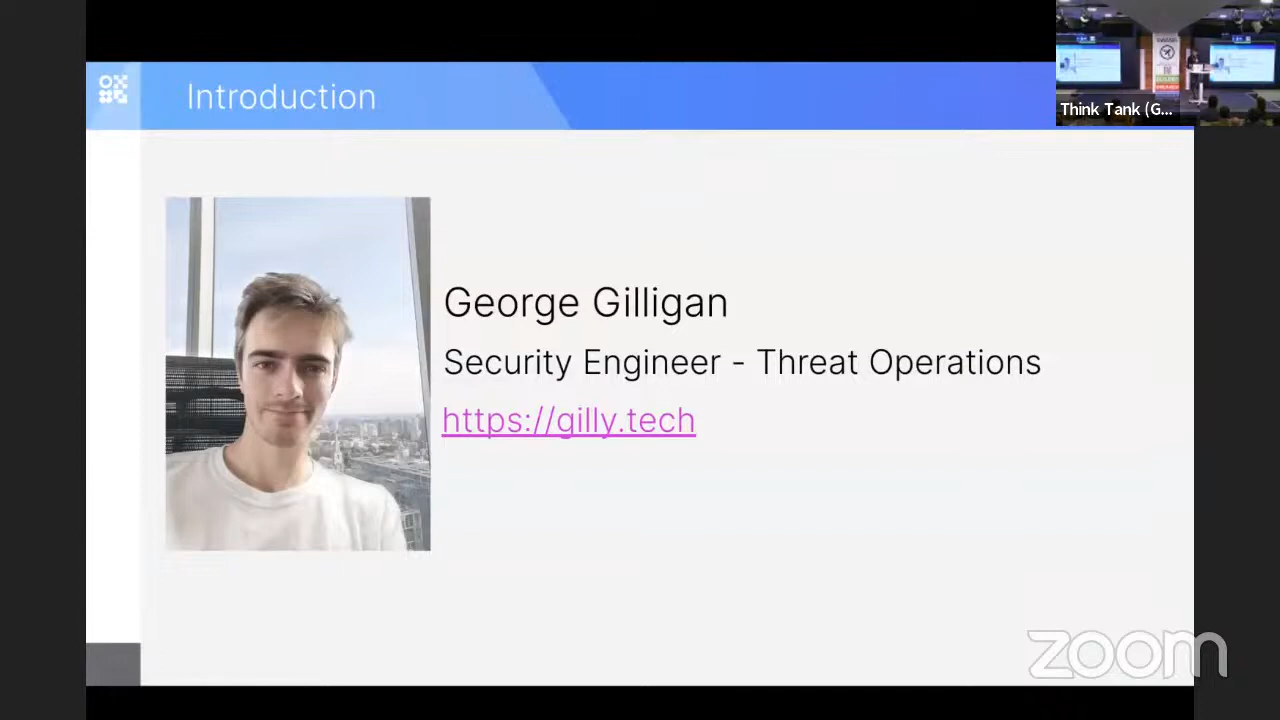 Introduction
Think Tank (G...
George Gilligan
Security Engineer - Threat Operations
https://gilly.tech
zoom